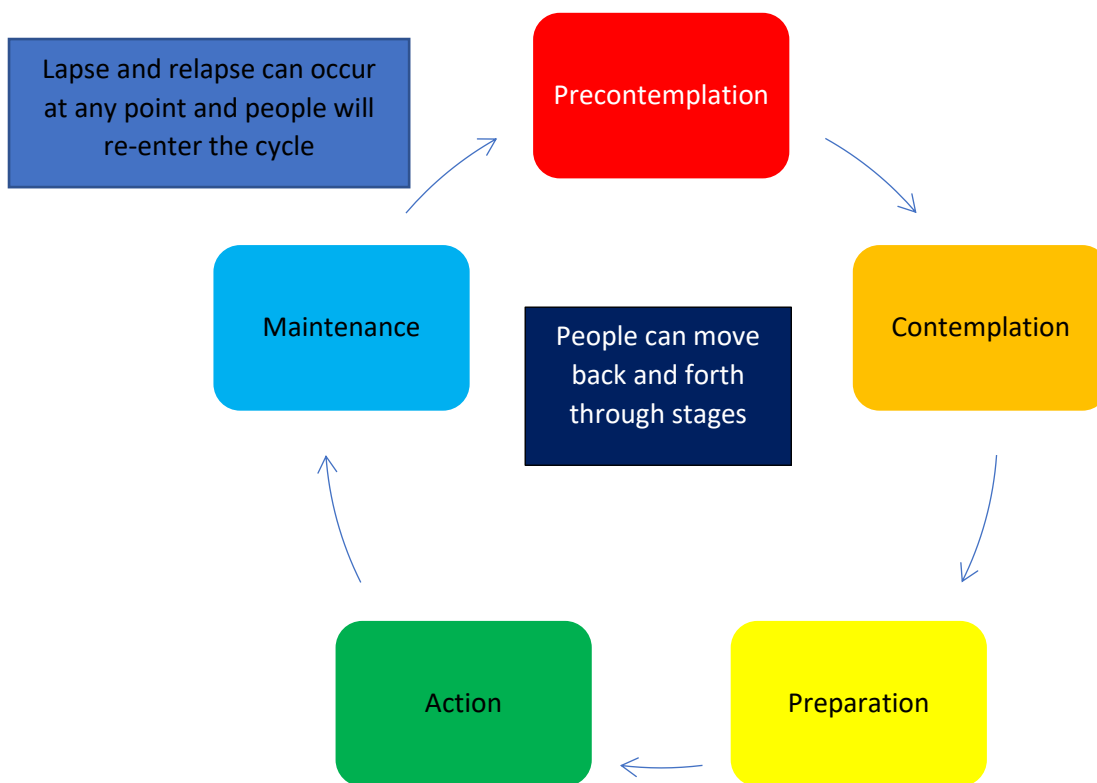 Lapse and relapse can occur
at any point and people will
re-enter the cycle
Precontemplation
Contemplation
Preparation
Action
Maintenance
People can move
back and forth
through stages